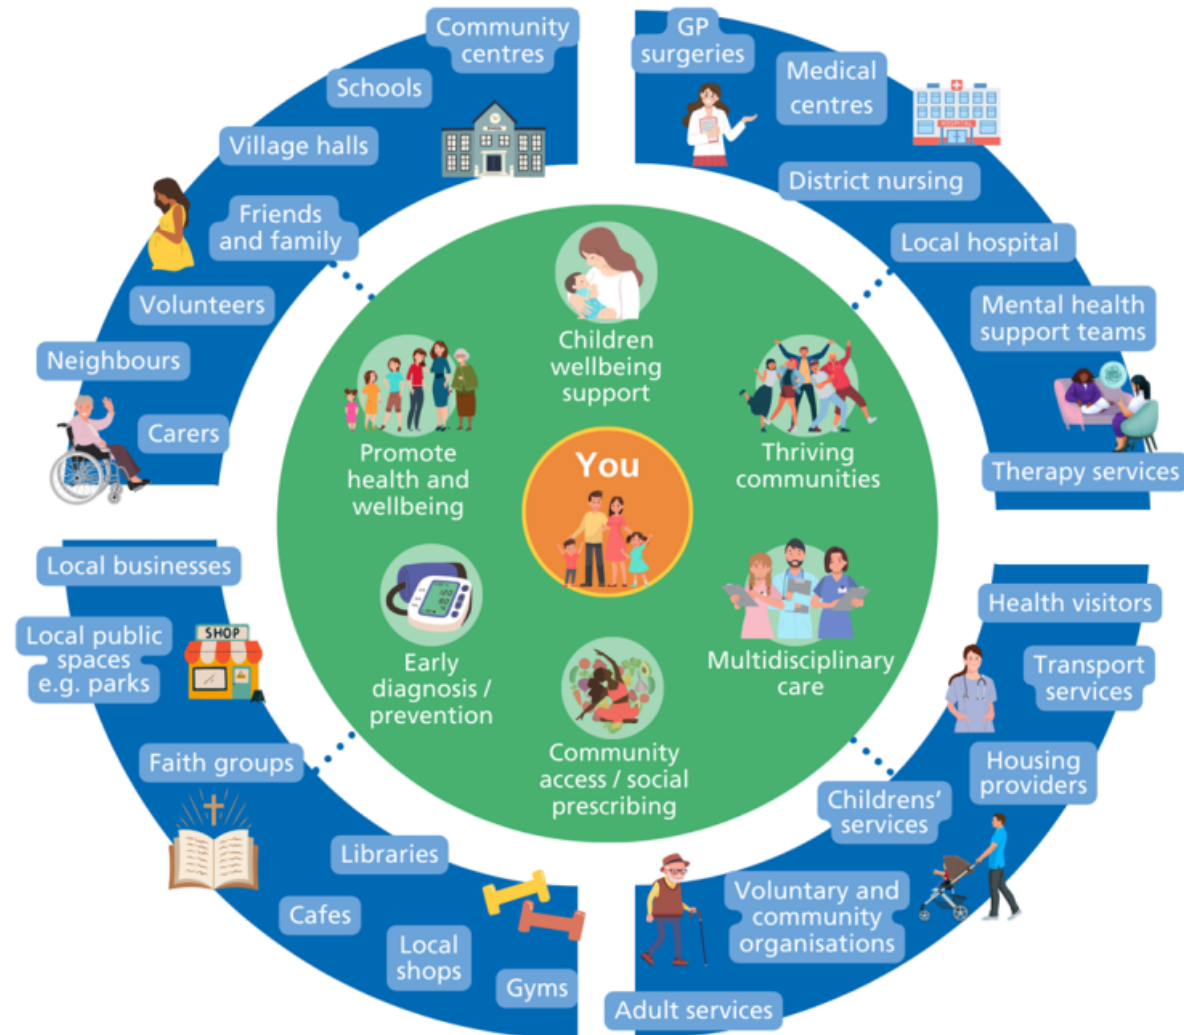 Community
centres
Schools
Village halls
Friends
and family
Volunteers
Neighbours
Carers
GP
surgeries
Medical
centres
HOSPITAL
District nursing
Local hospital
Mental health
support teams
Therapy services
Children
wellbeing
support
Promote
health and
wellbeing
Thriving
communities
You
Early
diagnosis /
prevention
Multidisciplinary
care
Community
access / social
prescribing
Local businesses
Local public
spaces
e.g. parks
SHOP
Faith groups
Libraries
Cafes
Local
shops
Gyms
Health visitors
Transport
services
Housing
providers
Childrens'
services
Voluntary and
community
organisations
Adult services